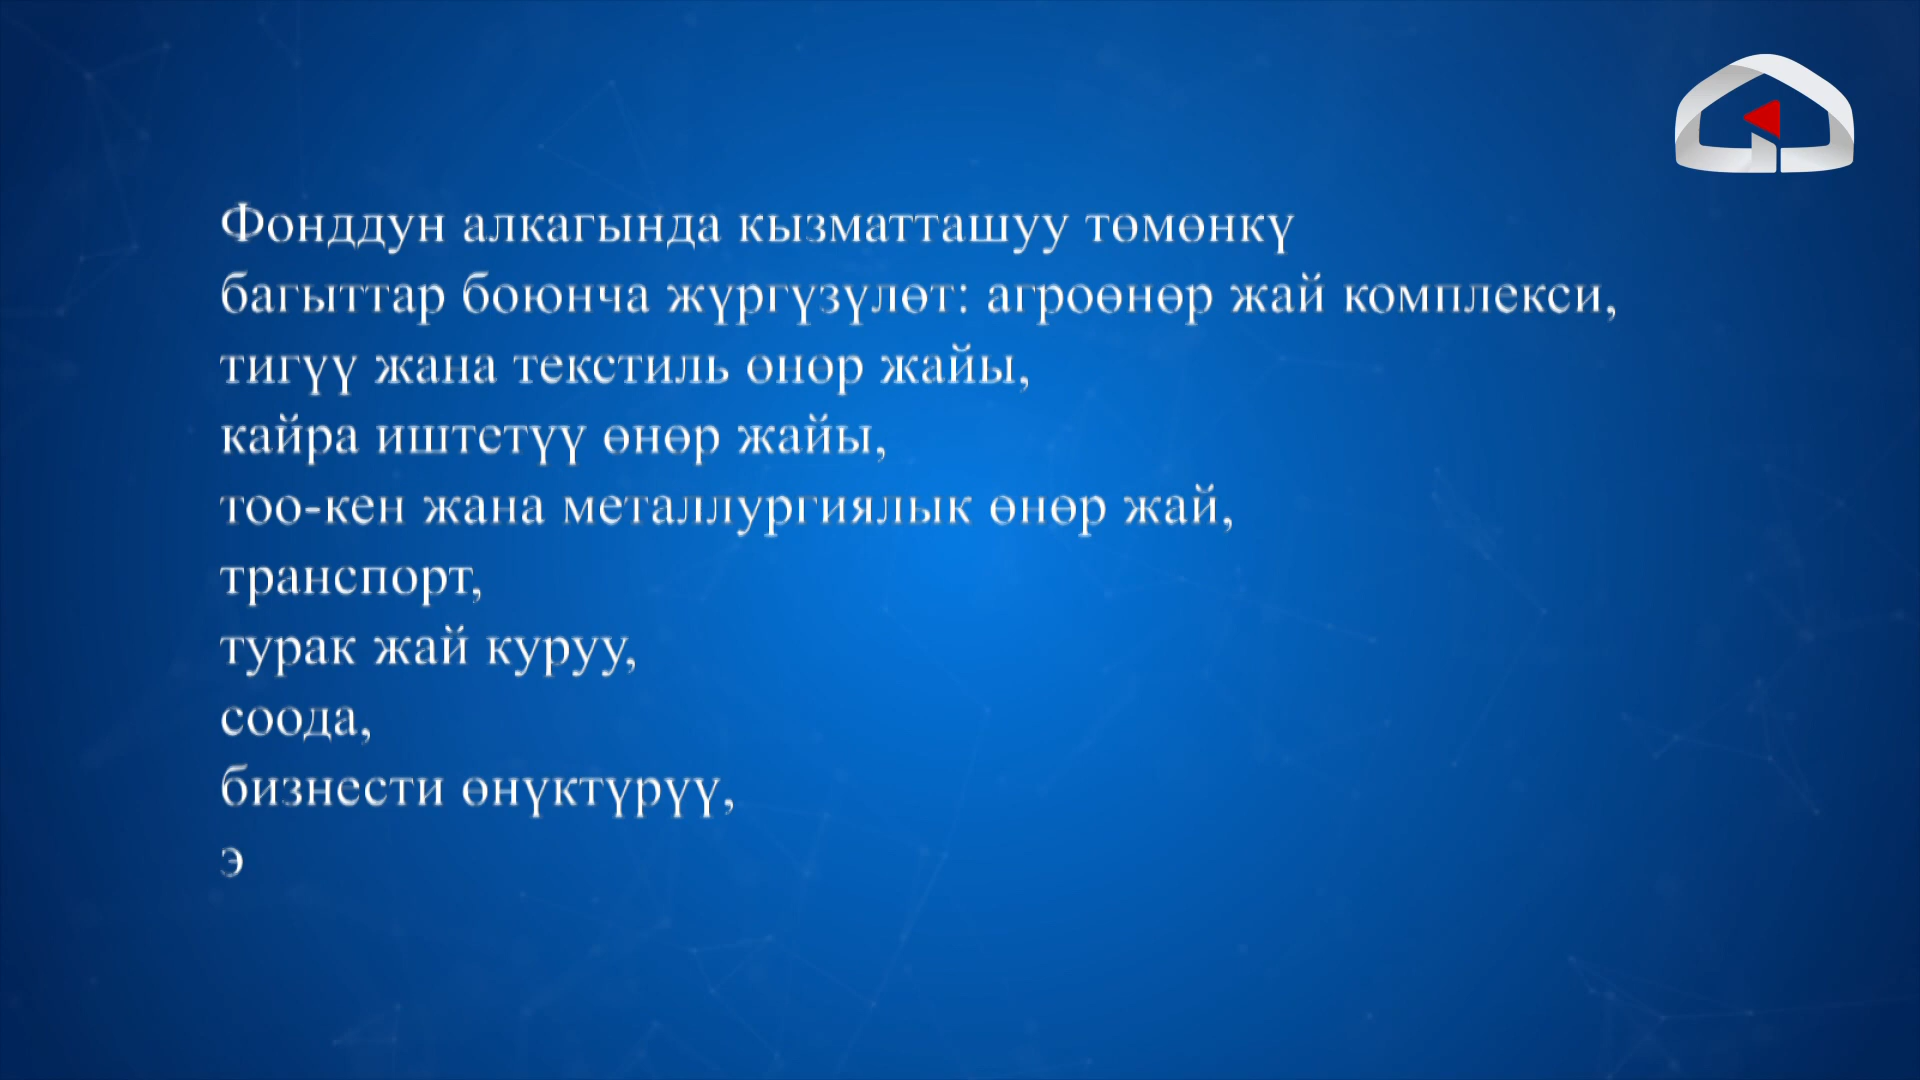 Фонддун алкагында кызматташуу төмөнкү
багыттар боюнча жүргүзүлөт: агроөнөр жай комплекси,
тигүү жана текстиль өнөр жайы,
кайра иштетүү өнөр жайы,
тоо-кен жана металлургиялык өнөр жай,
транспорт,
турак жай куруу,
соода,
бизнести өнүктүрүү,
э